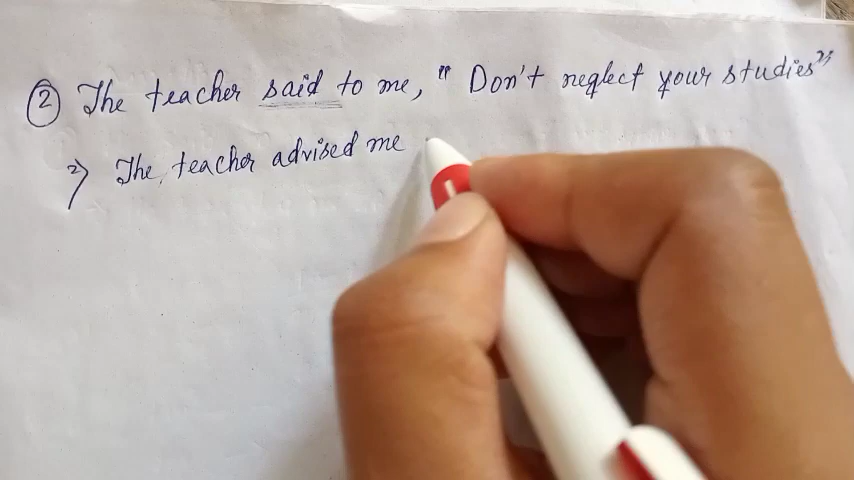 ② The teacher said to me, "Don't neglect your studies"
⇒ The teacher advised me